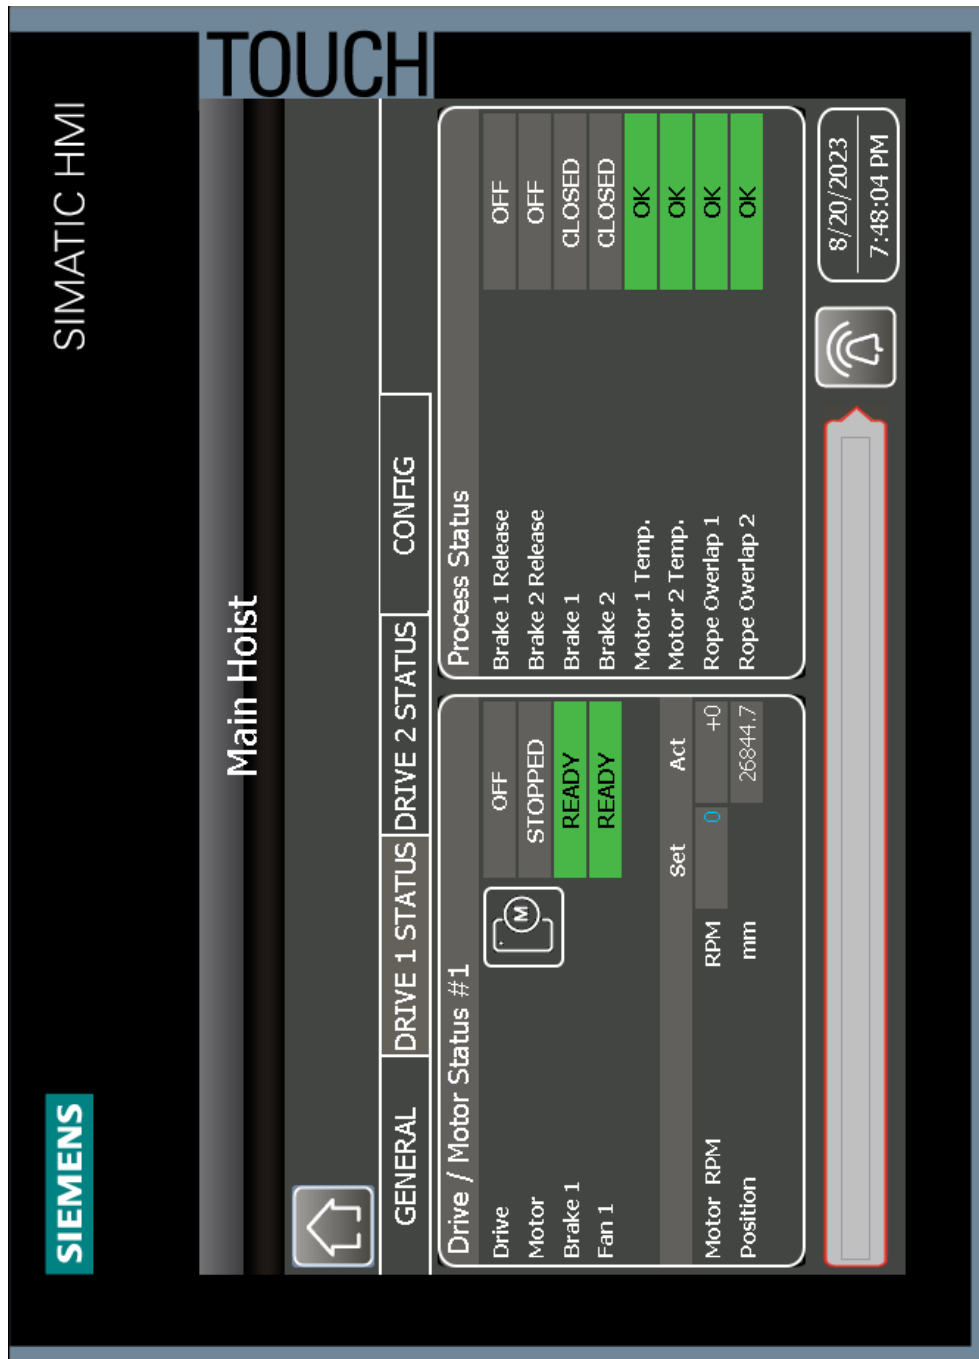 SIEMENS
SIMATIC HMI
TOUCH
Main Hoist
GENERAL
DRIVE 1 STATUS
DRIVE 2 STATUS
CONFIG
Drive / Motor Status #1
Drive OFF
Motor STOPPED
Brake 1 READY
Fan 1 READY
M
Set Act
Motor RPM RPM 0 +0
Position mm 26844.7
Process Status
Brake 1 Release OFF
Brake 2 Release OFF
Brake 1 CLOSED
Brake 2 CLOSED
Motor 1 Temp. OK
Motor 2 Temp. OK
Rope Overlap 1 OK
Rope Overlap 2 OK
8/20/2023
7:48:04 PM